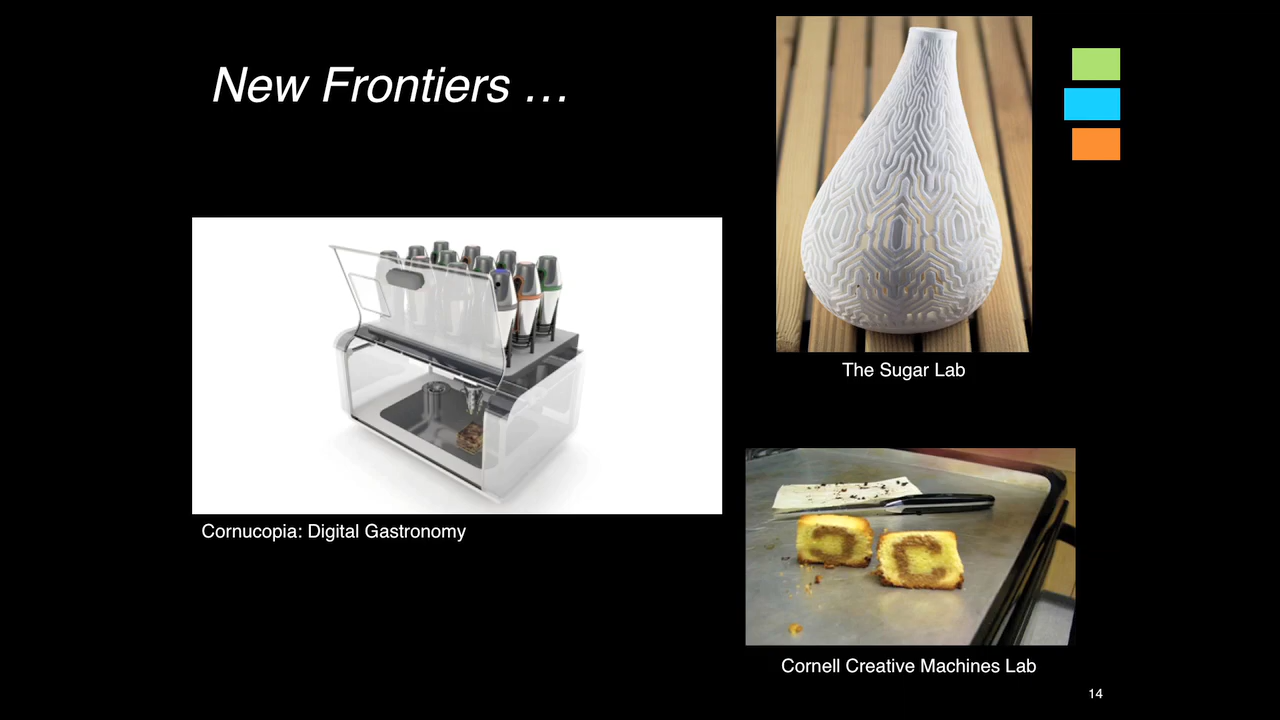 New Frontiers …
The Sugar Lab
Cornucopia: Digital Gastronomy
Cornell Creative Machines Lab
14